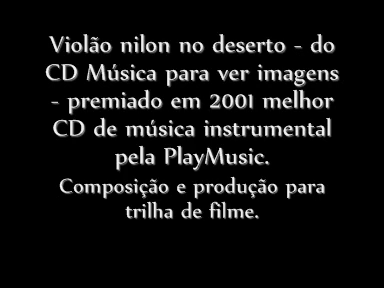 Violão nilon no deserto - do
CD Música para ver imagens
- premiado em 2001 melhor
CD de música instrumental
pela PlayMusic.
Composição e produção para
trilha de filme.